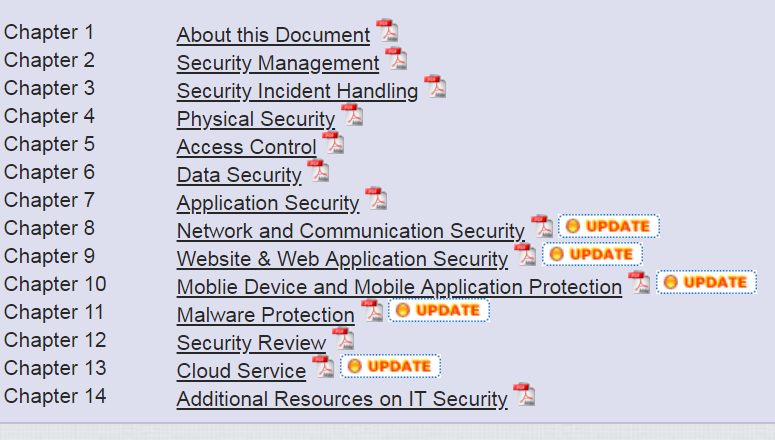 Chapter 1 About this Document
Chapter 2 Security Management
Chapter 3 Security Incident Handling
Chapter 4 Physical Security
Chapter 5 Access Control
Chapter 6 Data Security
Chapter 7 Application Security
Chapter 8 Network and Communication Security UPDATE
Chapter 9 Website & Web Application Security UPDATE
Chapter 10 Moblie Device and Mobile Application Protection UPDATE
Chapter 11 Malware Protection UPDATE
Chapter 12 Security Review
Chapter 13 Cloud Service UPDATE
Chapter 14 Additional Resources on IT Security